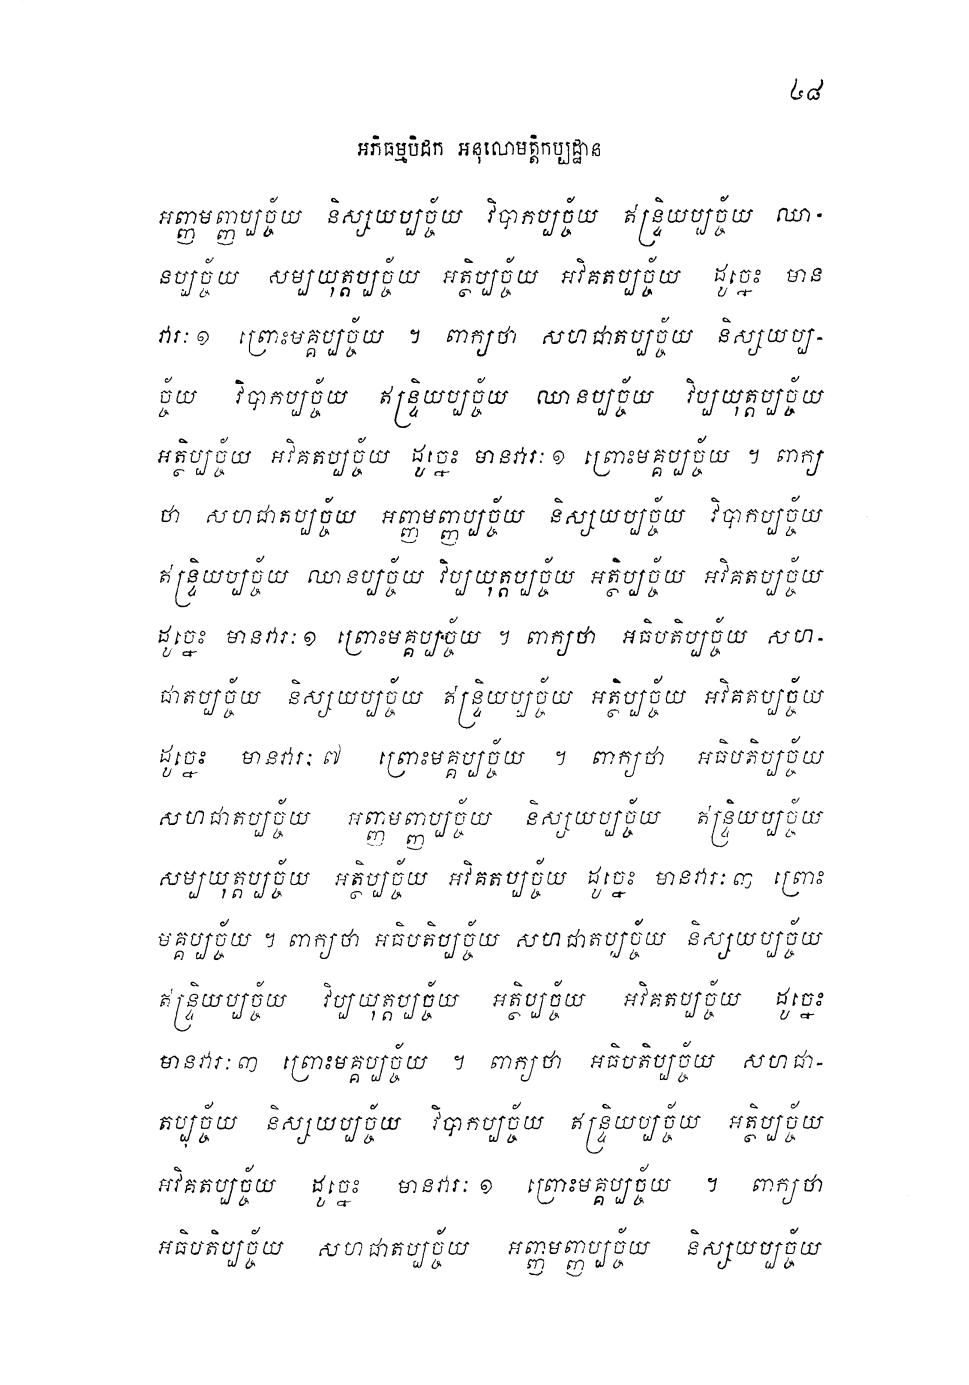 ៤៨
អភិធម្មបិដក អនុលោមត្តិកប្បដ្ឋាន
អញ្ញមញ្ញប្បច្ច័យ និស្សយប្បច្ច័យ វិបាកប្បច្ច័យ ឥន្ទ្រិយប្បច្ច័យ ឈា-
នប្បច្ច័យ សម្បយុត្តប្បច្ច័យ អត្ថិប្បច្ច័យ អវិគតប្បច្ច័យ ដូច្នេះ មាន
វារៈ ១ ព្រោះមគ្គប្បច្ច័យ ។ ពាក្យថា សហជាតប្បច្ច័យ និស្សយប្ប-
ច្ច័យ វិបាកប្បច្ច័យ ឥន្ទ្រិយប្បច្ច័យ ឈានប្បច្ច័យ វិប្បយុត្តប្បច្ច័យ
អត្ថិប្បច្ច័យ អវិគតប្បច្ច័យ ដូច្នេះ មានវារៈ ១ ព្រោះមគ្គប្បច្ច័យ ។ ពាក្យ
ថា សហជាតប្បច្ច័យ អញ្ញមញ្ញប្បច្ច័យ និស្សយប្បច្ច័យ វិបាកប្បច្ច័យ
ឥន្ទ្រិយប្បច្ច័យ ឈានប្បច្ច័យ វិប្បយុត្តប្បច្ច័យ អត្ថិប្បច្ច័យ អវិគតប្បច្ច័យ
ដូច្នេះ មានវារៈ ១ ព្រោះមគ្គប្បច្ច័យ ។ ពាក្យថា អធិបតិប្បច្ច័យ សហ-
ជាតប្បច្ច័យ និស្សយប្បច្ច័យ ឥន្ទ្រិយប្បច្ច័យ អត្ថិប្បច្ច័យ អវិគតប្បច្ច័យ
ដូច្នេះ មានវារៈ ៧ ព្រោះមគ្គប្បច្ច័យ ។ ពាក្យថា អធិបតិប្បច្ច័យ
សហជាតប្បច្ច័យ អញ្ញមញ្ញប្បច្ច័យ និស្សយប្បច្ច័យ ឥន្ទ្រិយប្បច្ច័យ
សម្បយុត្តប្បច្ច័យ អត្ថិប្បច្ច័យ អវិគតប្បច្ច័យ ដូច្នេះ មានវារៈ ៣ ព្រោះ
មគ្គប្បច្ច័យ ។ ពាក្យថា អធិបតិប្បច្ច័យ សហជាតប្បច្ច័យ និស្សយប្បច្ច័យ
ឥន្ទ្រិយប្បច្ច័យ វិប្បយុត្តប្បច្ច័យ អត្ថិប្បច្ច័យ អវិគតប្បច្ច័យ ដូច្នេះ
មានវារៈ ៣ ព្រោះមគ្គប្បច្ច័យ ។ ពាក្យថា អធិបតិប្បច្ច័យ សហជា-
តប្បច្ច័យ និស្សយប្បច្ច័យ វិបាកប្បច្ច័យ ឥន្ទ្រិយប្បច្ច័យ អត្ថិប្បច្ច័យ
អវិគតប្បច្ច័យ ដូច្នេះ មានវារៈ ១ ព្រោះមគ្គប្បច្ច័យ ។ ពាក្យថា
អធិបតិប្បច្ច័យ សហជាតប្បច្ច័យ អញ្ញមញ្ញប្បច្ច័យ និស្សយប្បច្ច័យ